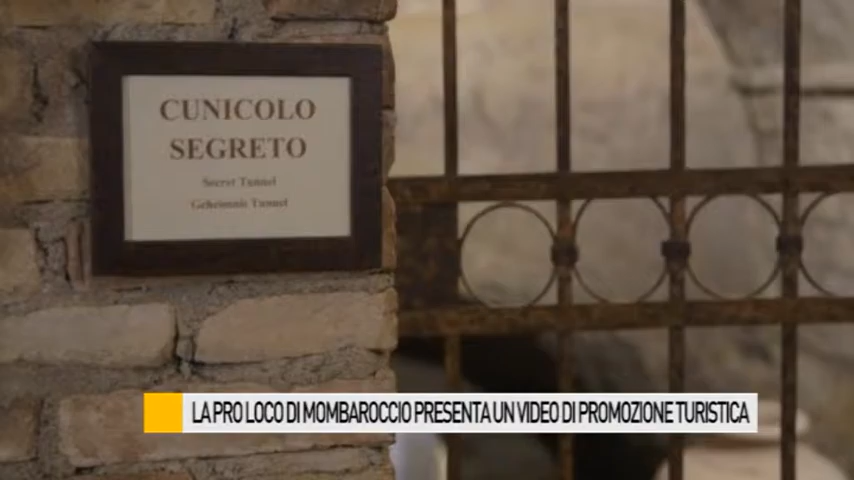 CUNICOLO
SEGRETO
Secret Tunnel
Geheimnis Tunnel
LA PRO LOCO DI MOMBAROCCIO PRESENTA UN VIDEO DI PROMOZIONE TURISTICA